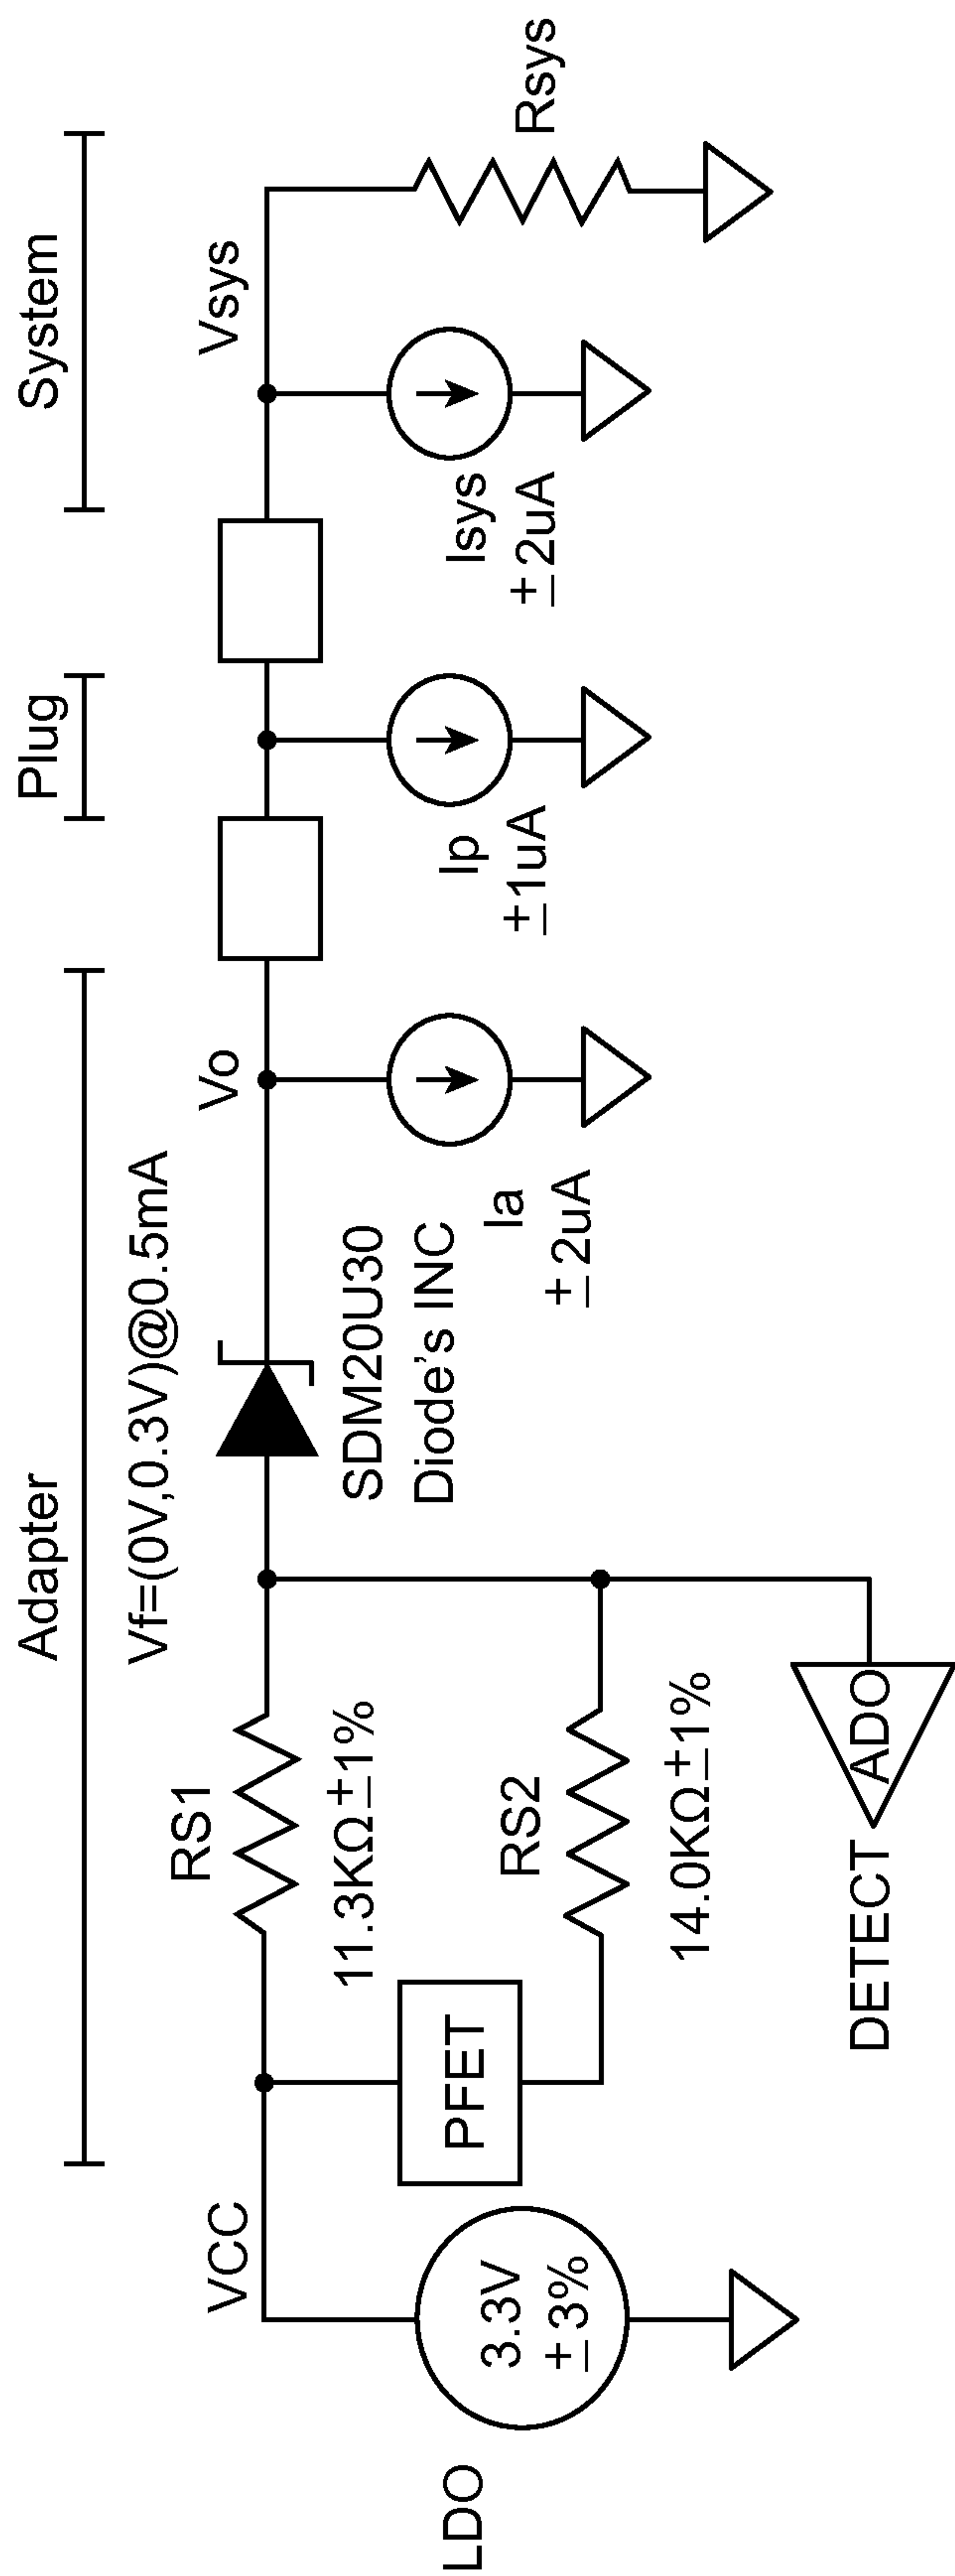 Adapter
Plug
System
Vf=(0V,0.3V)@0.5mA
VCC
RS1
Vo
Vsys
11.3KΩ±1%
SDM20U30
Diode's INC
LDO
3.3V
±3%
PFET
RS2
14.0KΩ±1%
Ia
±2uA
Ip
±1uA
Isys
±2uA
Rsys
DETECT
ADO